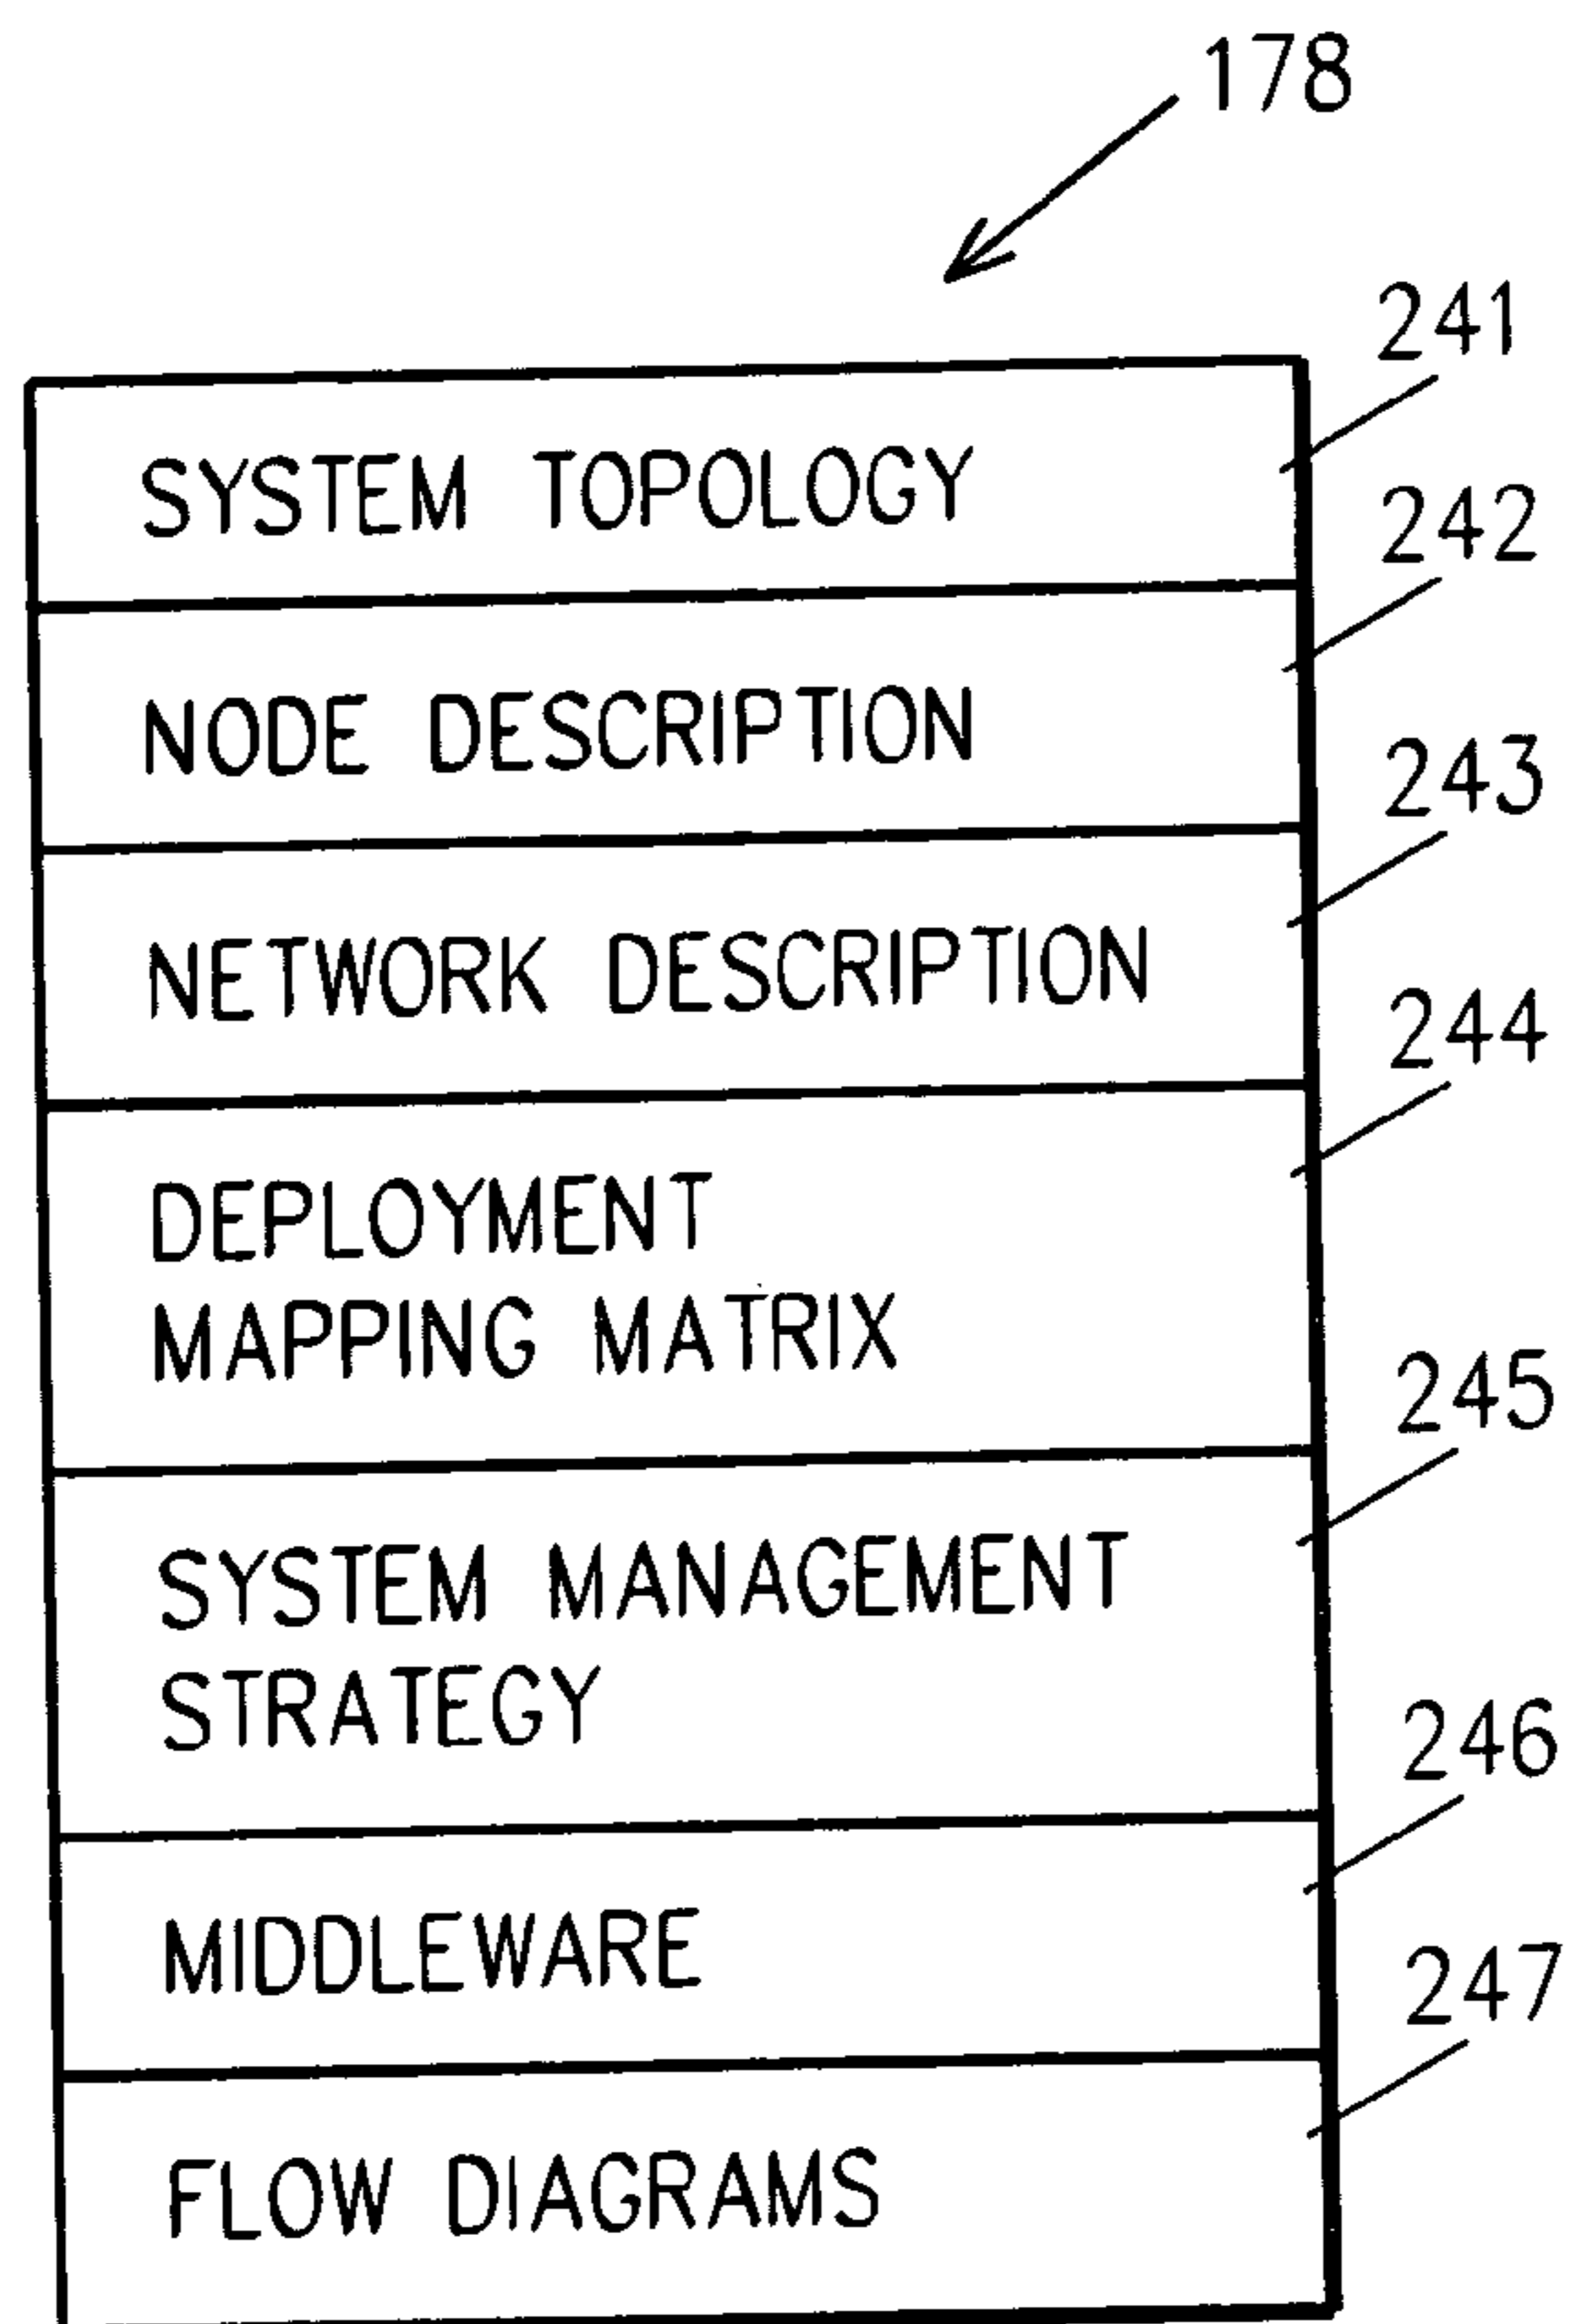 178
241
SYSTEM TOPOLOGY
242
NODE DESCRIPTION
243
NETWORK DESCRIPTION
244
DEPLOYMENT
MAPPING MATRIX
245
SYSTEM MANAGEMENT
STRATEGY
246
MIDDLEWARE
247
FLOW DIAGRAMS